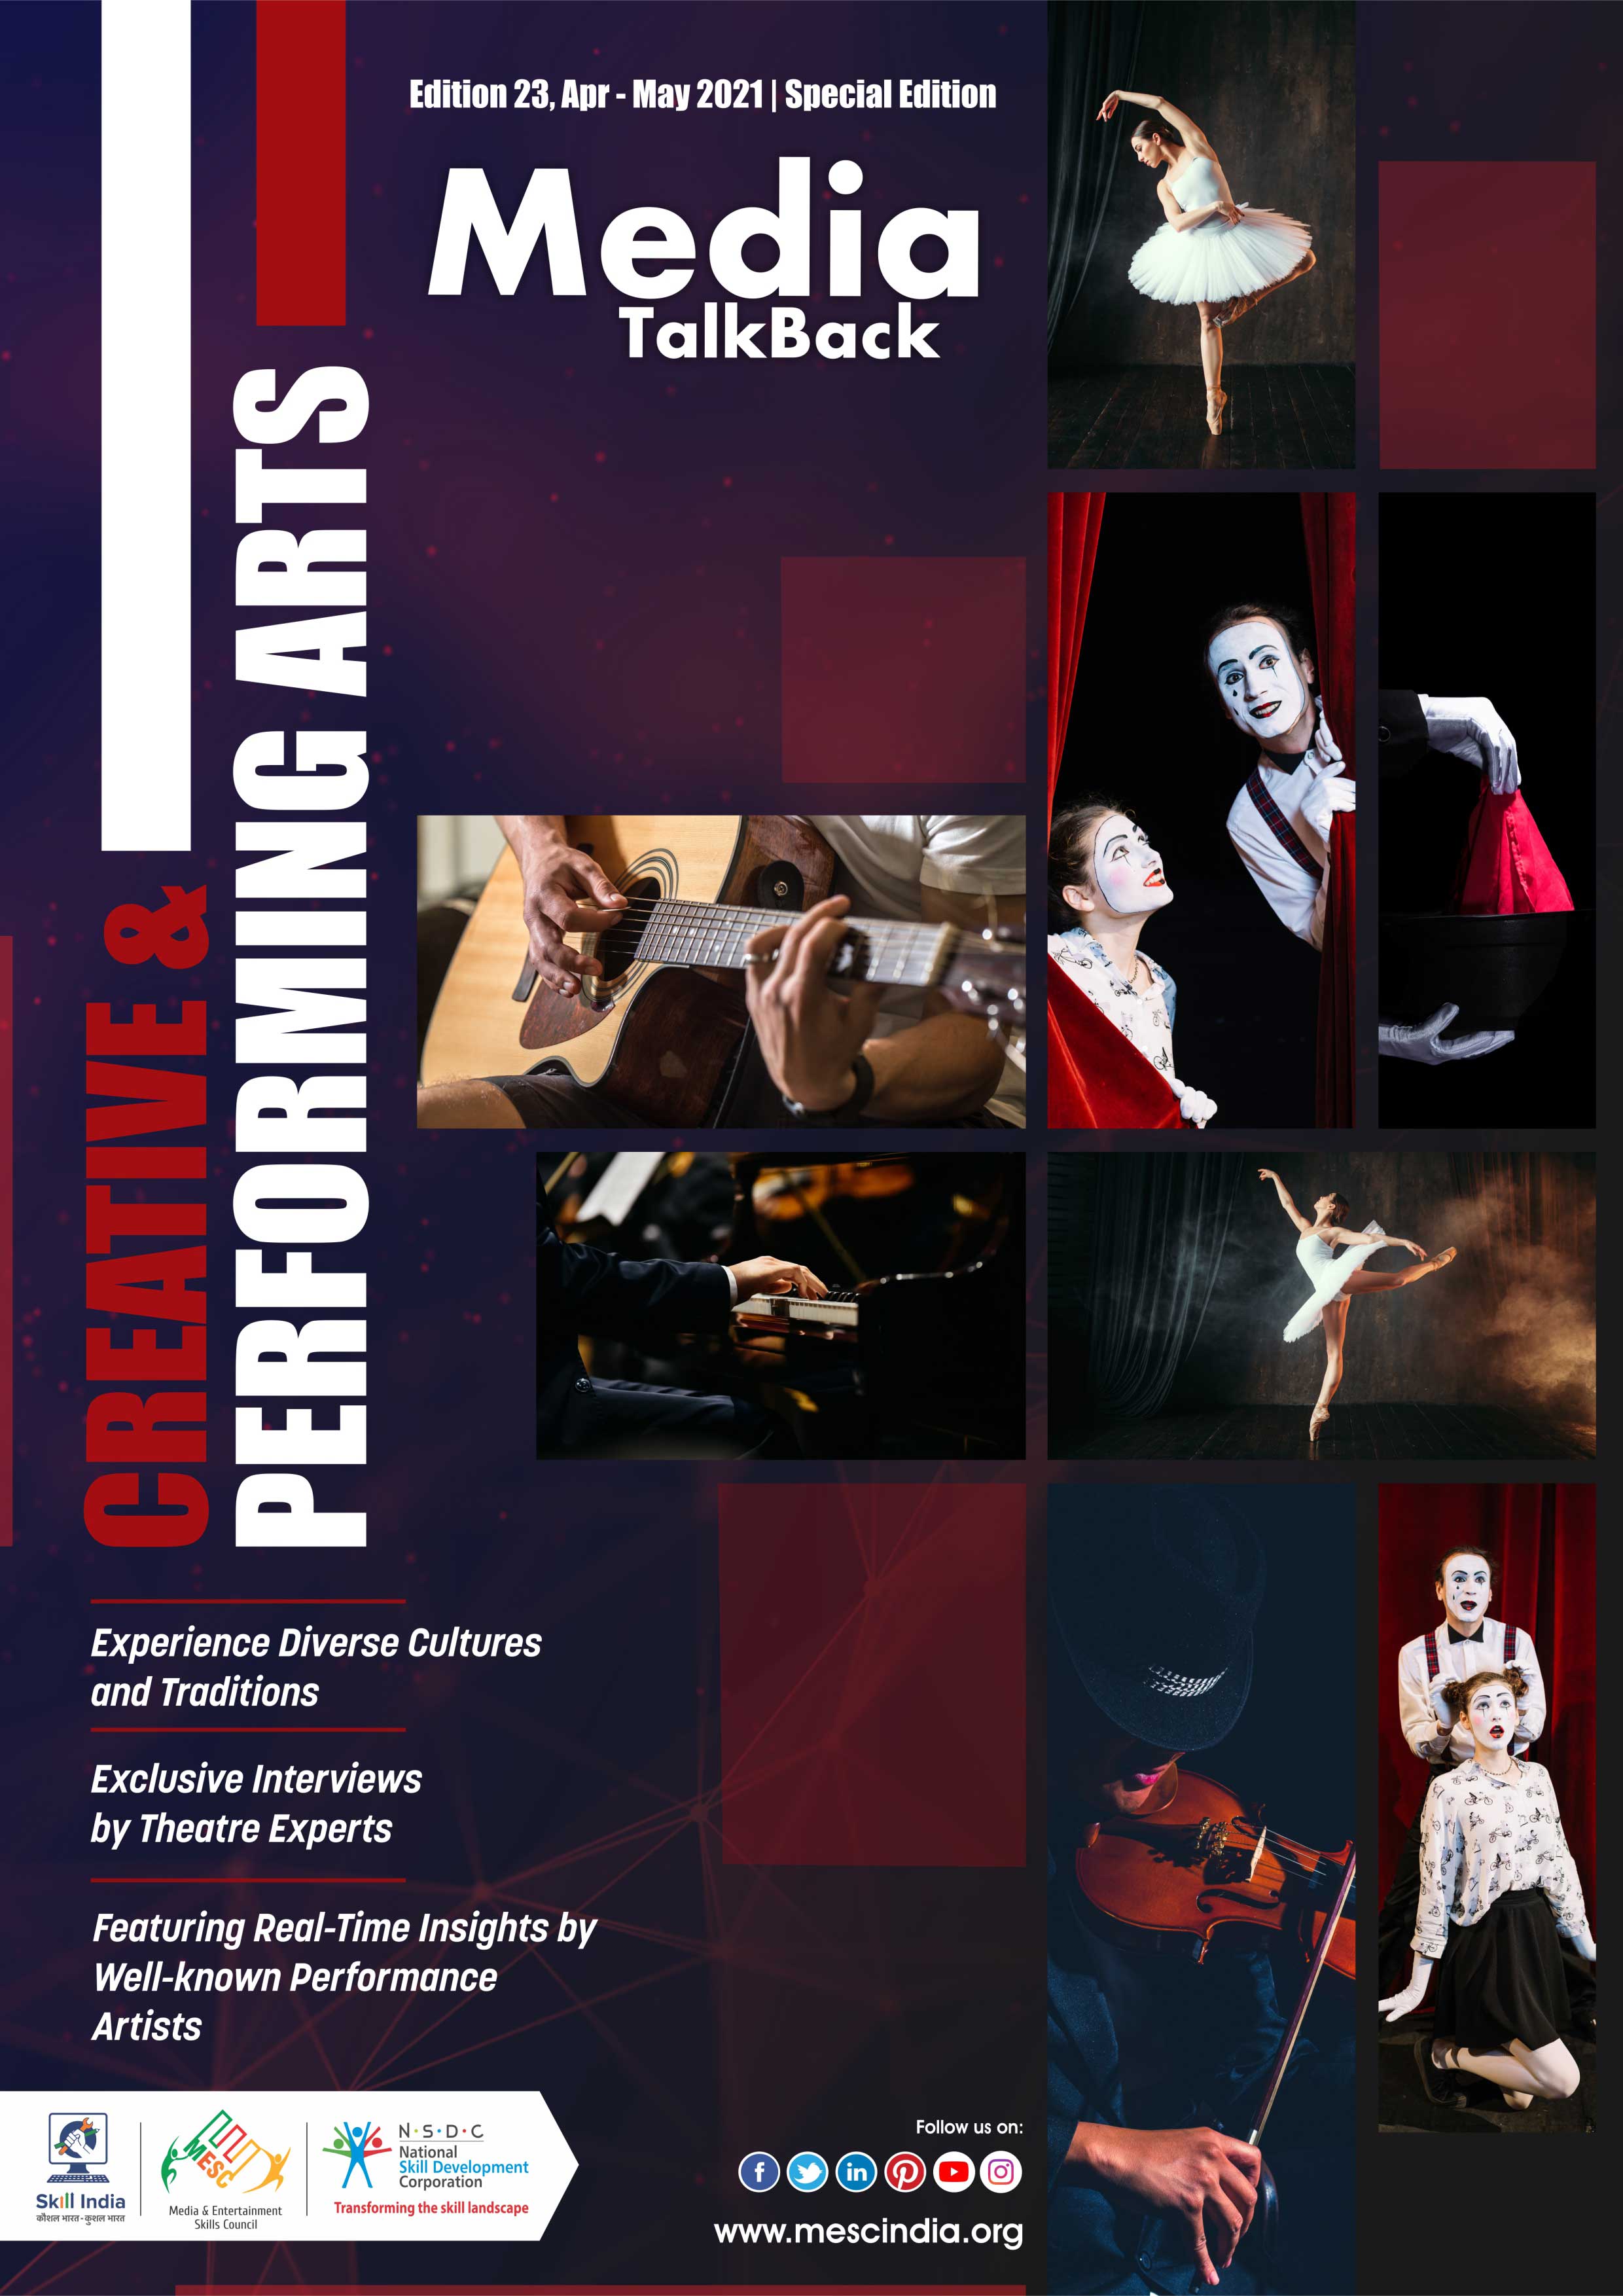 Edition 23, Apr - May 2021 | Special Edition
Media
TalkBack
CREATIVE &
PERFORMING ARTS
Experience Diverse Cultures
and Traditions
Exclusive Interviews
by Theatre Experts
Featuring Real-Time Insights by
Well-known Performance
Artists
Skill India
कौशल भारत - कुशल भारत
MESC
Media & Entertainment
Skills Council
N·S·D·C
National
Skill Development
Corporation
Transforming the skill landscape
Follow us on:
www.mescindia.org